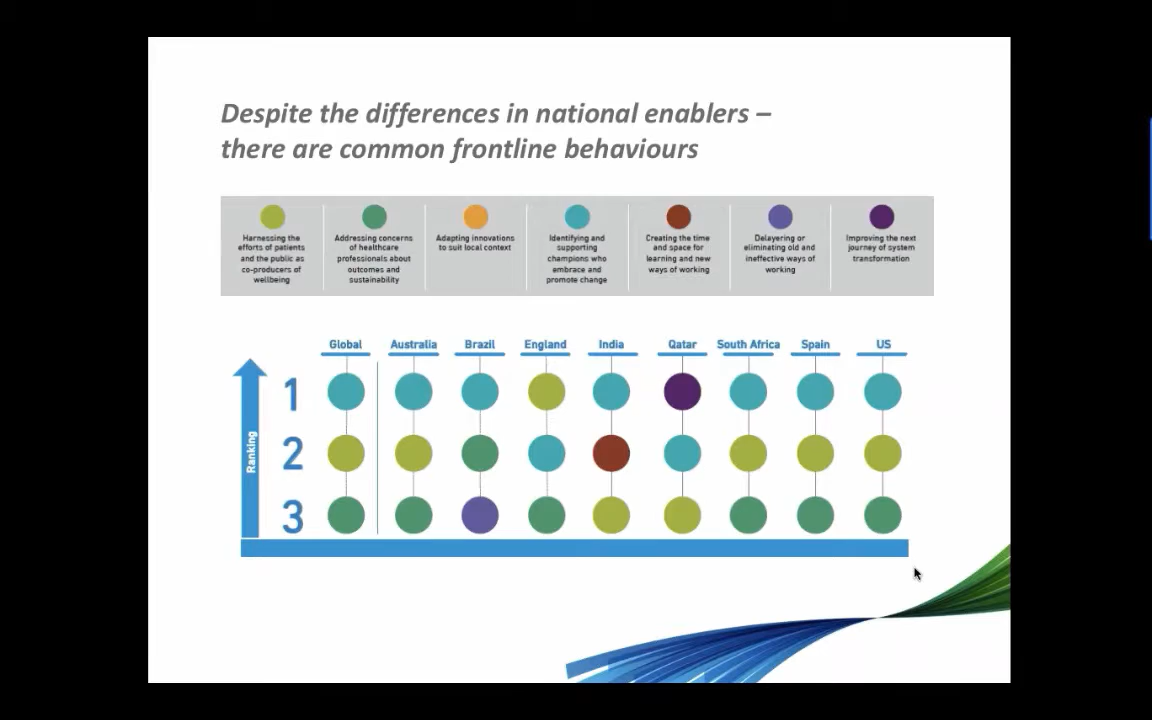 Despite the differences in national enablers –
there are common frontline behaviours
Harnessing the
efforts of patients
and the public as
co-producers of
wellbeing
Addressing concerns
of healthcare
professionals about
outcomes and
sustainability
Adapting innovations
to suit local context
Identifying and
supporting
champions who
embrace and
promote change
Creating the time
and space for
learning and new
ways of working
Delayering or
eliminating old and
ineffective ways of
working
Improving the next
journey of system
transformation
Global Australia Brazil England India Qatar South Africa Spain US
Ranking
1
2
3